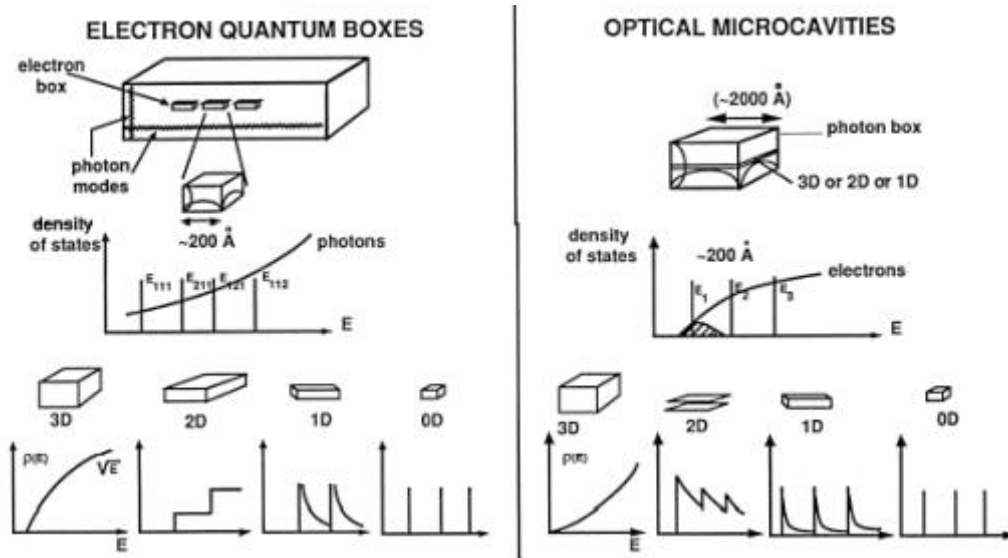 ELECTRON QUANTUM BOXES
electron
box
photon
modes
density
of states
~200 Å
photons
E111
E211
E121
E112
E
3D
2D
1D
0D
ρ(E)
√E
E
OPTICAL MICROCAVITIES
(~2000 Å)
photon box
3D or 2D or 1D
density
of states
~200 Å
electrons
E1
E2
E3
E
3D
2D
1D
0D
ρ(E)
E